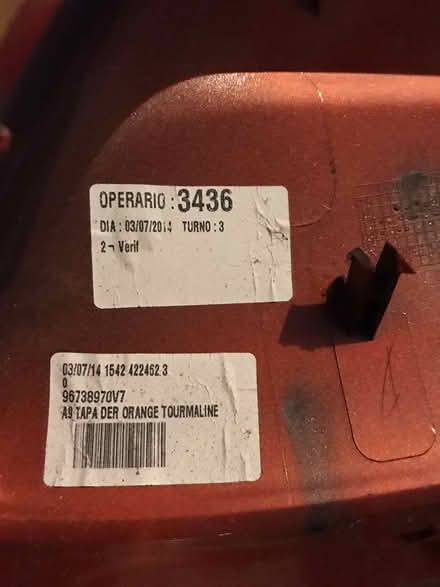 OPERARIO : 3436
DIA : 03/07/2014 TURNO : 3
2¬ Verif
03/07/14 1542 422462.3
0
96738970V7
A9 TAPA DER ORANGE TOURMALINE